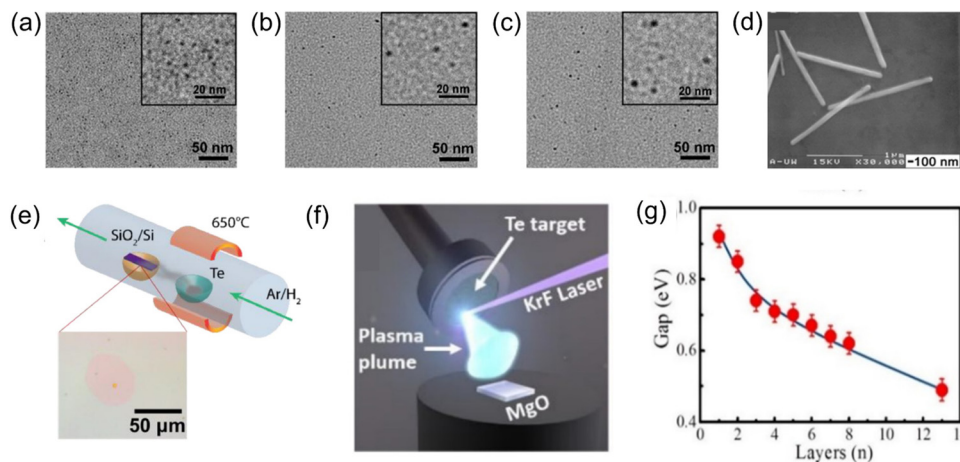 (a)
20 nm
50 nm
(b)
20 nm
50 nm
(c)
20 nm
50 nm
(d)
A-UW 15KV X30,000 1µm 100 nm
(e)
650°C
SiO2/Si
Te
Ar/H2
50 µm
(f)
Te target
KrF Laser
Plasma
plume
MgO
(g)
Gap (eV)
1.0
0.8
0.6
0.4
0 2 4 6 8 10 12
Layers (n)